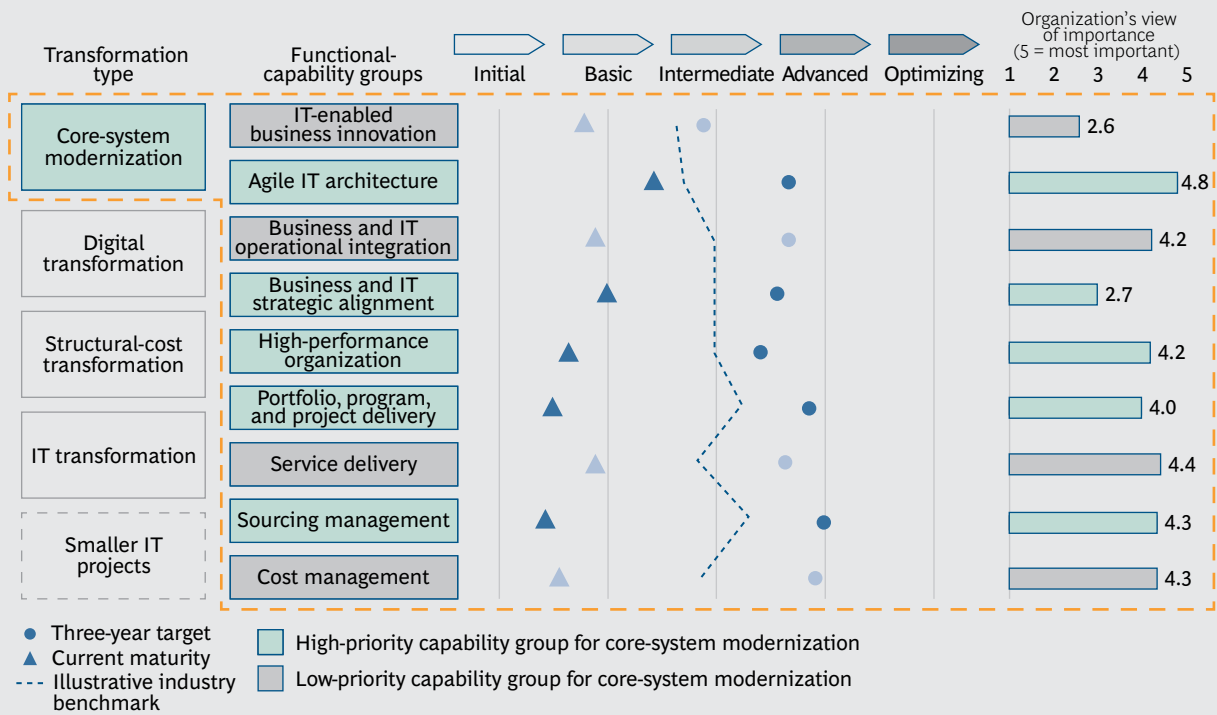 Transformation
type
Functional-
capability groups
Initial
Basic
Intermediate
Advanced
Optimizing
Organization’s view
of importance
(5 = most important)
1 2 3 4 5
Core-system
modernization
Digital
transformation
Structural-cost
transformation
IT transformation
Smaller IT
projects
IT-enabled
business innovation
2.6
Agile IT architecture
4.8
Business and IT
operational integration
4.2
Business and IT
strategic alignment
2.7
High-performance
organization
4.2
Portfolio, program,
and project delivery
4.0
Service delivery
4.4
Sourcing management
4.3
Cost management
4.3
Three-year target
Current maturity
Illustrative industry
benchmark
High-priority capability group for core-system modernization
Low-priority capability group for core-system modernization